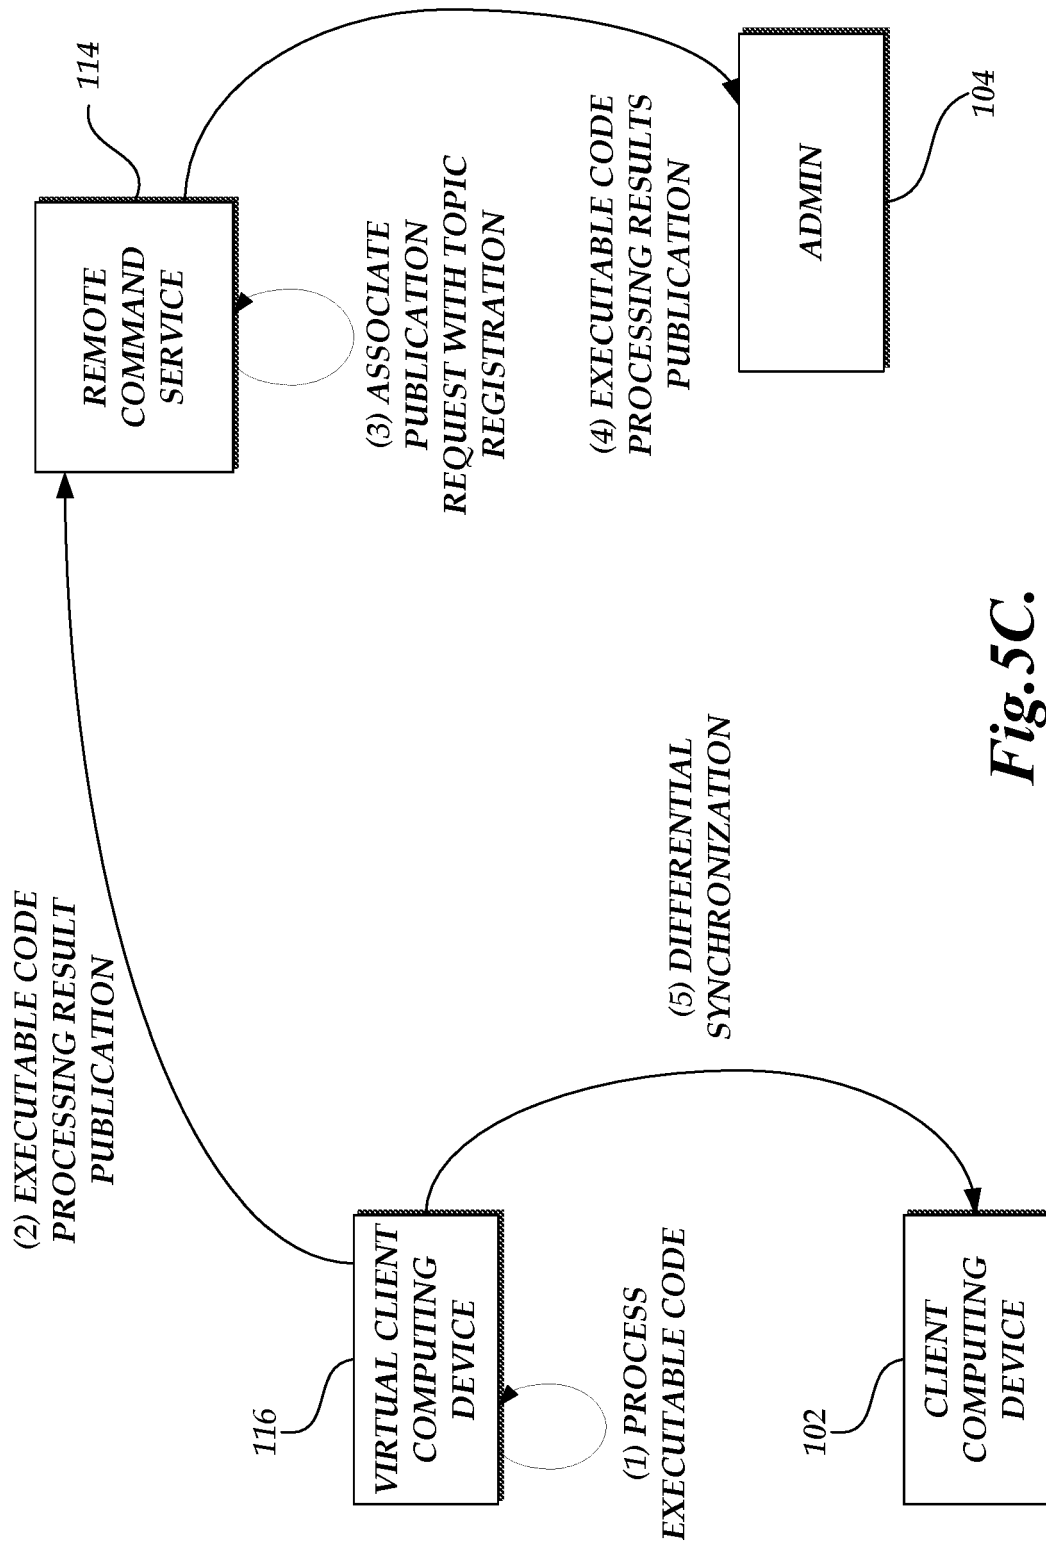 (2) EXECUTABLE CODE
PROCESSING RESULT
PUBLICATION
114
REMOTE
COMMAND
SERVICE
116
VIRTUAL CLIENT
COMPUTING
DEVICE
(3) ASSOCIATE
PUBLICATION
REQUEST WITH TOPIC
REGISTRATION
(1) PROCESS
EXECUTABLE CODE
(4) EXECUTABLE CODE
PROCESSING RESULTS
PUBLICATION
(5) DIFFERENTIAL
SYNCHRONIZATION
102
CLIENT
COMPUTING
DEVICE
ADMIN
104
Fig.5C.